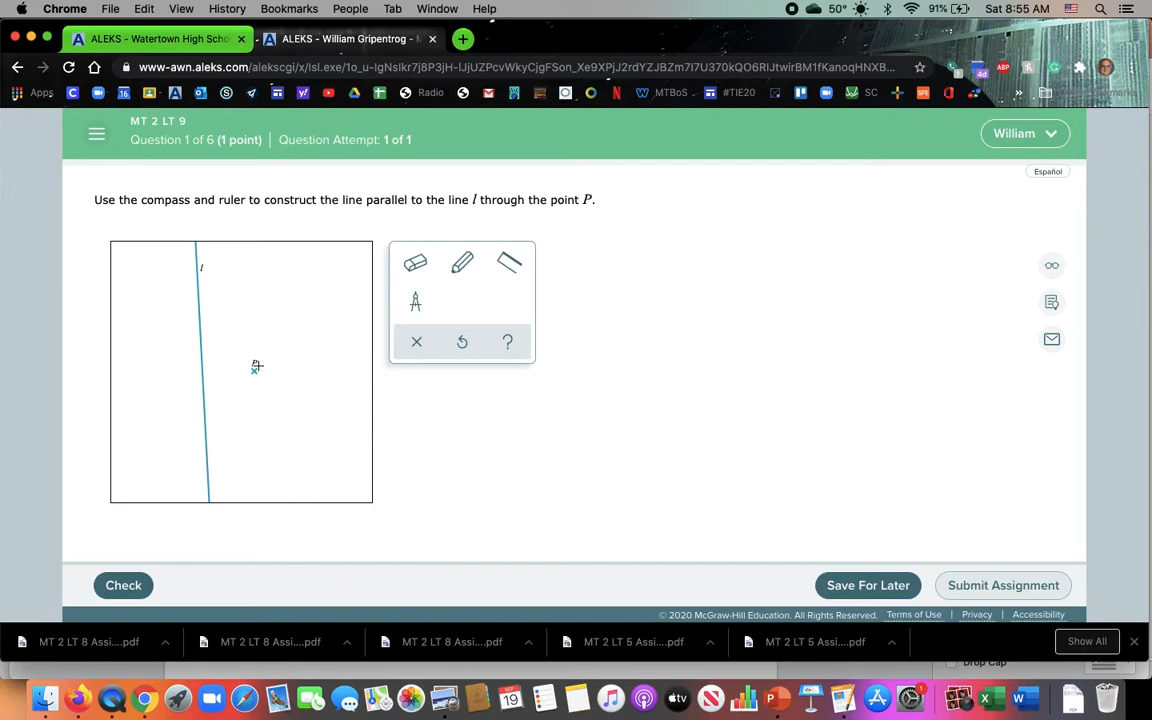 Chrome File Edit View History Bookmarks People Tab Window Help 50° 91% Sat 8:55 AM
ALEKS - Watertown High Scho × ALEKS - William Gripentrog - M ×
Apps Radio MTBoS #TIE20 SC »
MT 2 LT 9
Question 1 of 6 (1 point) | Question Attempt: 1 of 1
William
Español
Use the compass and ruler to construct the line parallel to the line l through the point P.
l
P
?
Check
Save For Later
Submit Assignment
© 2020 McGraw-Hill Education. All Rights Reserved. Terms of Use | Privacy | Accessibility
MT 2 LT 8 Assi....pdf MT 2 LT 8 Assi....pdf MT 2 LT 8 Assi....pdf MT 2 LT 5 Assi....pdf MT 2 LT 5 Assi....pdf Show All
Drop Cap